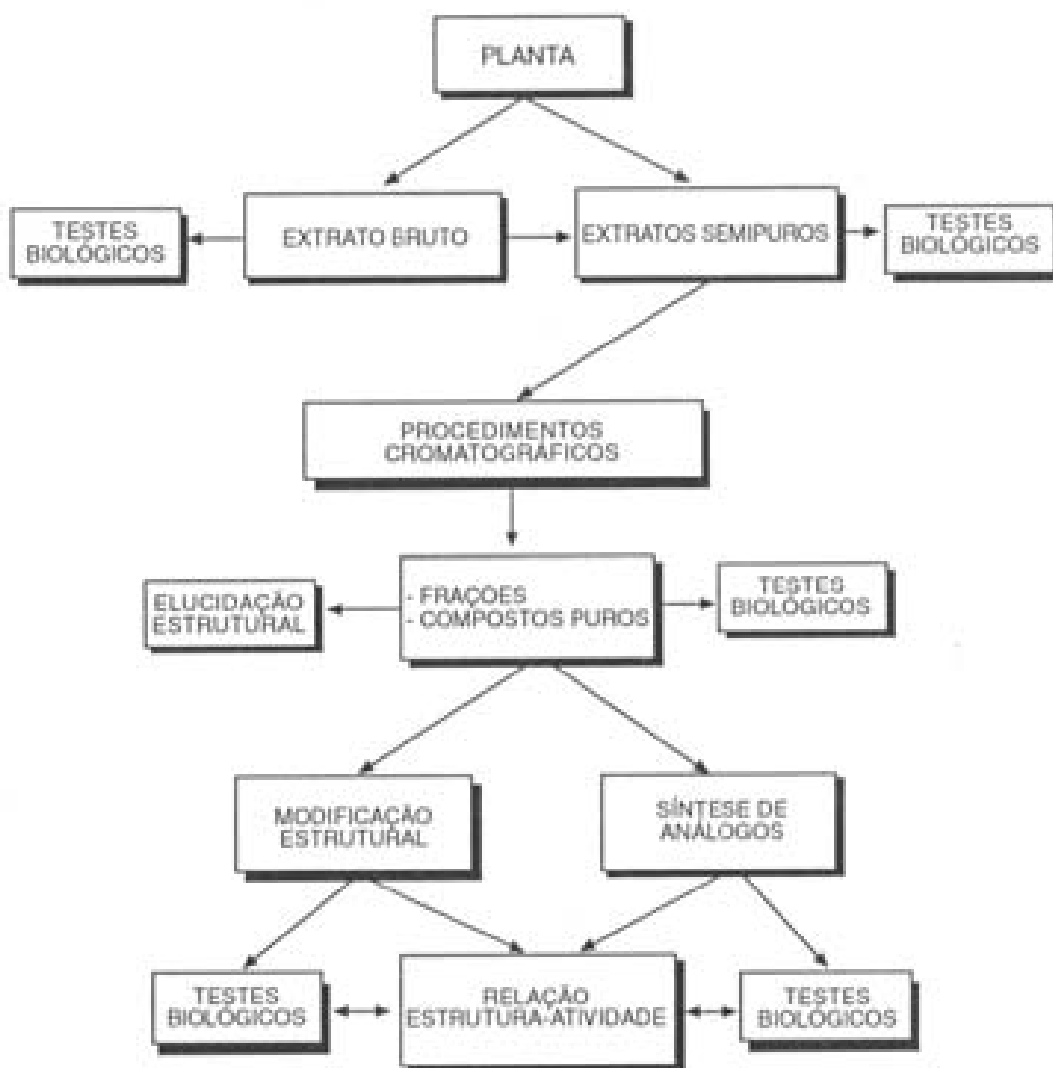 PLANTA
TESTES
BIOLÓGICOS
EXTRATO BRUTO
EXTRATOS SEMIPUROS
TESTES
BIOLÓGICOS
PROCEDIMENTOS
CROMATOGRÁFICOS
ELUCIDAÇÃO
ESTRUTURAL
- FRAÇÕES
- COMPOSTOS PUROS
TESTES
BIOLÓGICOS
MODIFICAÇÃO
ESTRUTURAL
SÍNTESE DE
ANÁLOGOS
TESTES
BIOLÓGICOS
RELAÇÃO
ESTRUTURA-ATIVIDADE
TESTES
BIOLÓGICOS